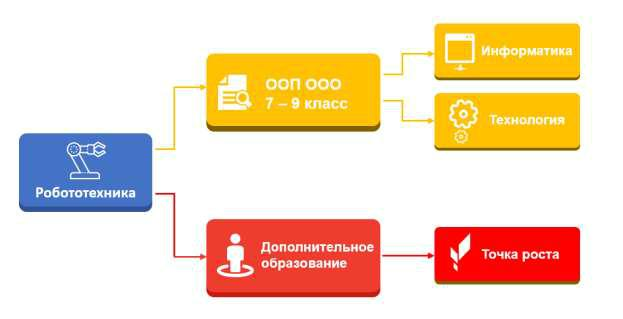 Робототехника
ООП ООО
7 – 9 класс
Информатика
Технология
Дополнительное
образование
Точка роста